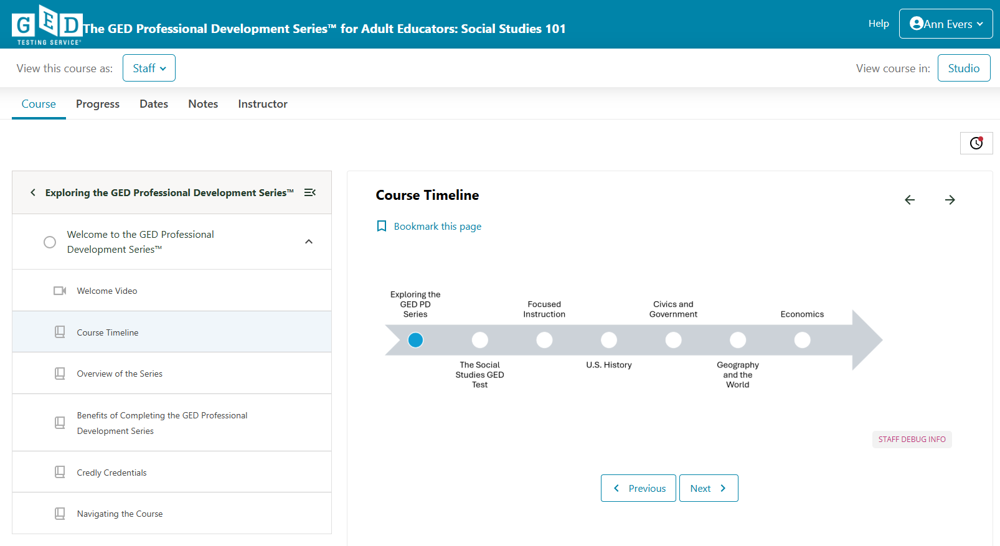 GED
TESTING SERVICE®
The GED Professional Development Series™ for Adult Educators: Social Studies 101
Help
Ann Evers
View this course as:
Staff
View course in:
Studio
Course
Progress
Dates
Notes
Instructor
Exploring the GED Professional Development Series™
Welcome to the GED Professional
Development Series™
Welcome Video
Course Timeline
Overview of the Series
Benefits of Completing the GED Professional
Development Series
Credly Credentials
Navigating the Course
Course Timeline
Bookmark this page
Exploring the
GED PD
Series
The Social
Studies GED
Test
Focused
Instruction
U.S. History
Civics and
Government
Geography
and the
World
Economics
STAFF DEBUG INFO
Previous
Next